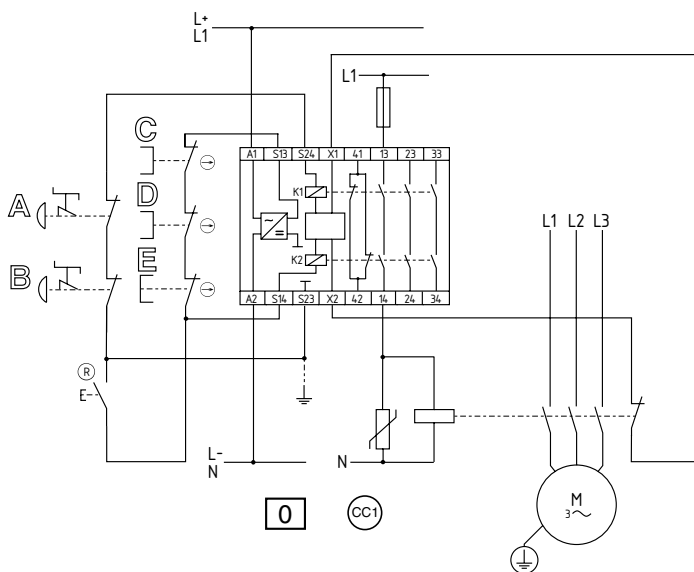 L+
L1
L1
C
A1 S13 S24 X1 41 13 23 33
D
K1
A
L1 L2 L3
B
E
K2
A2 S14 S23 X2 42 14 24 34
R
E
L-
N
N
0
CC1
M
3~